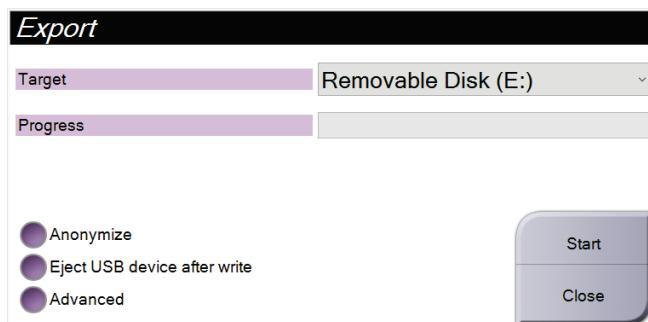 Export
Target
Removable Disk (E:)
Progress
Anonymize
Eject USB device after write
Advanced
Start
Close